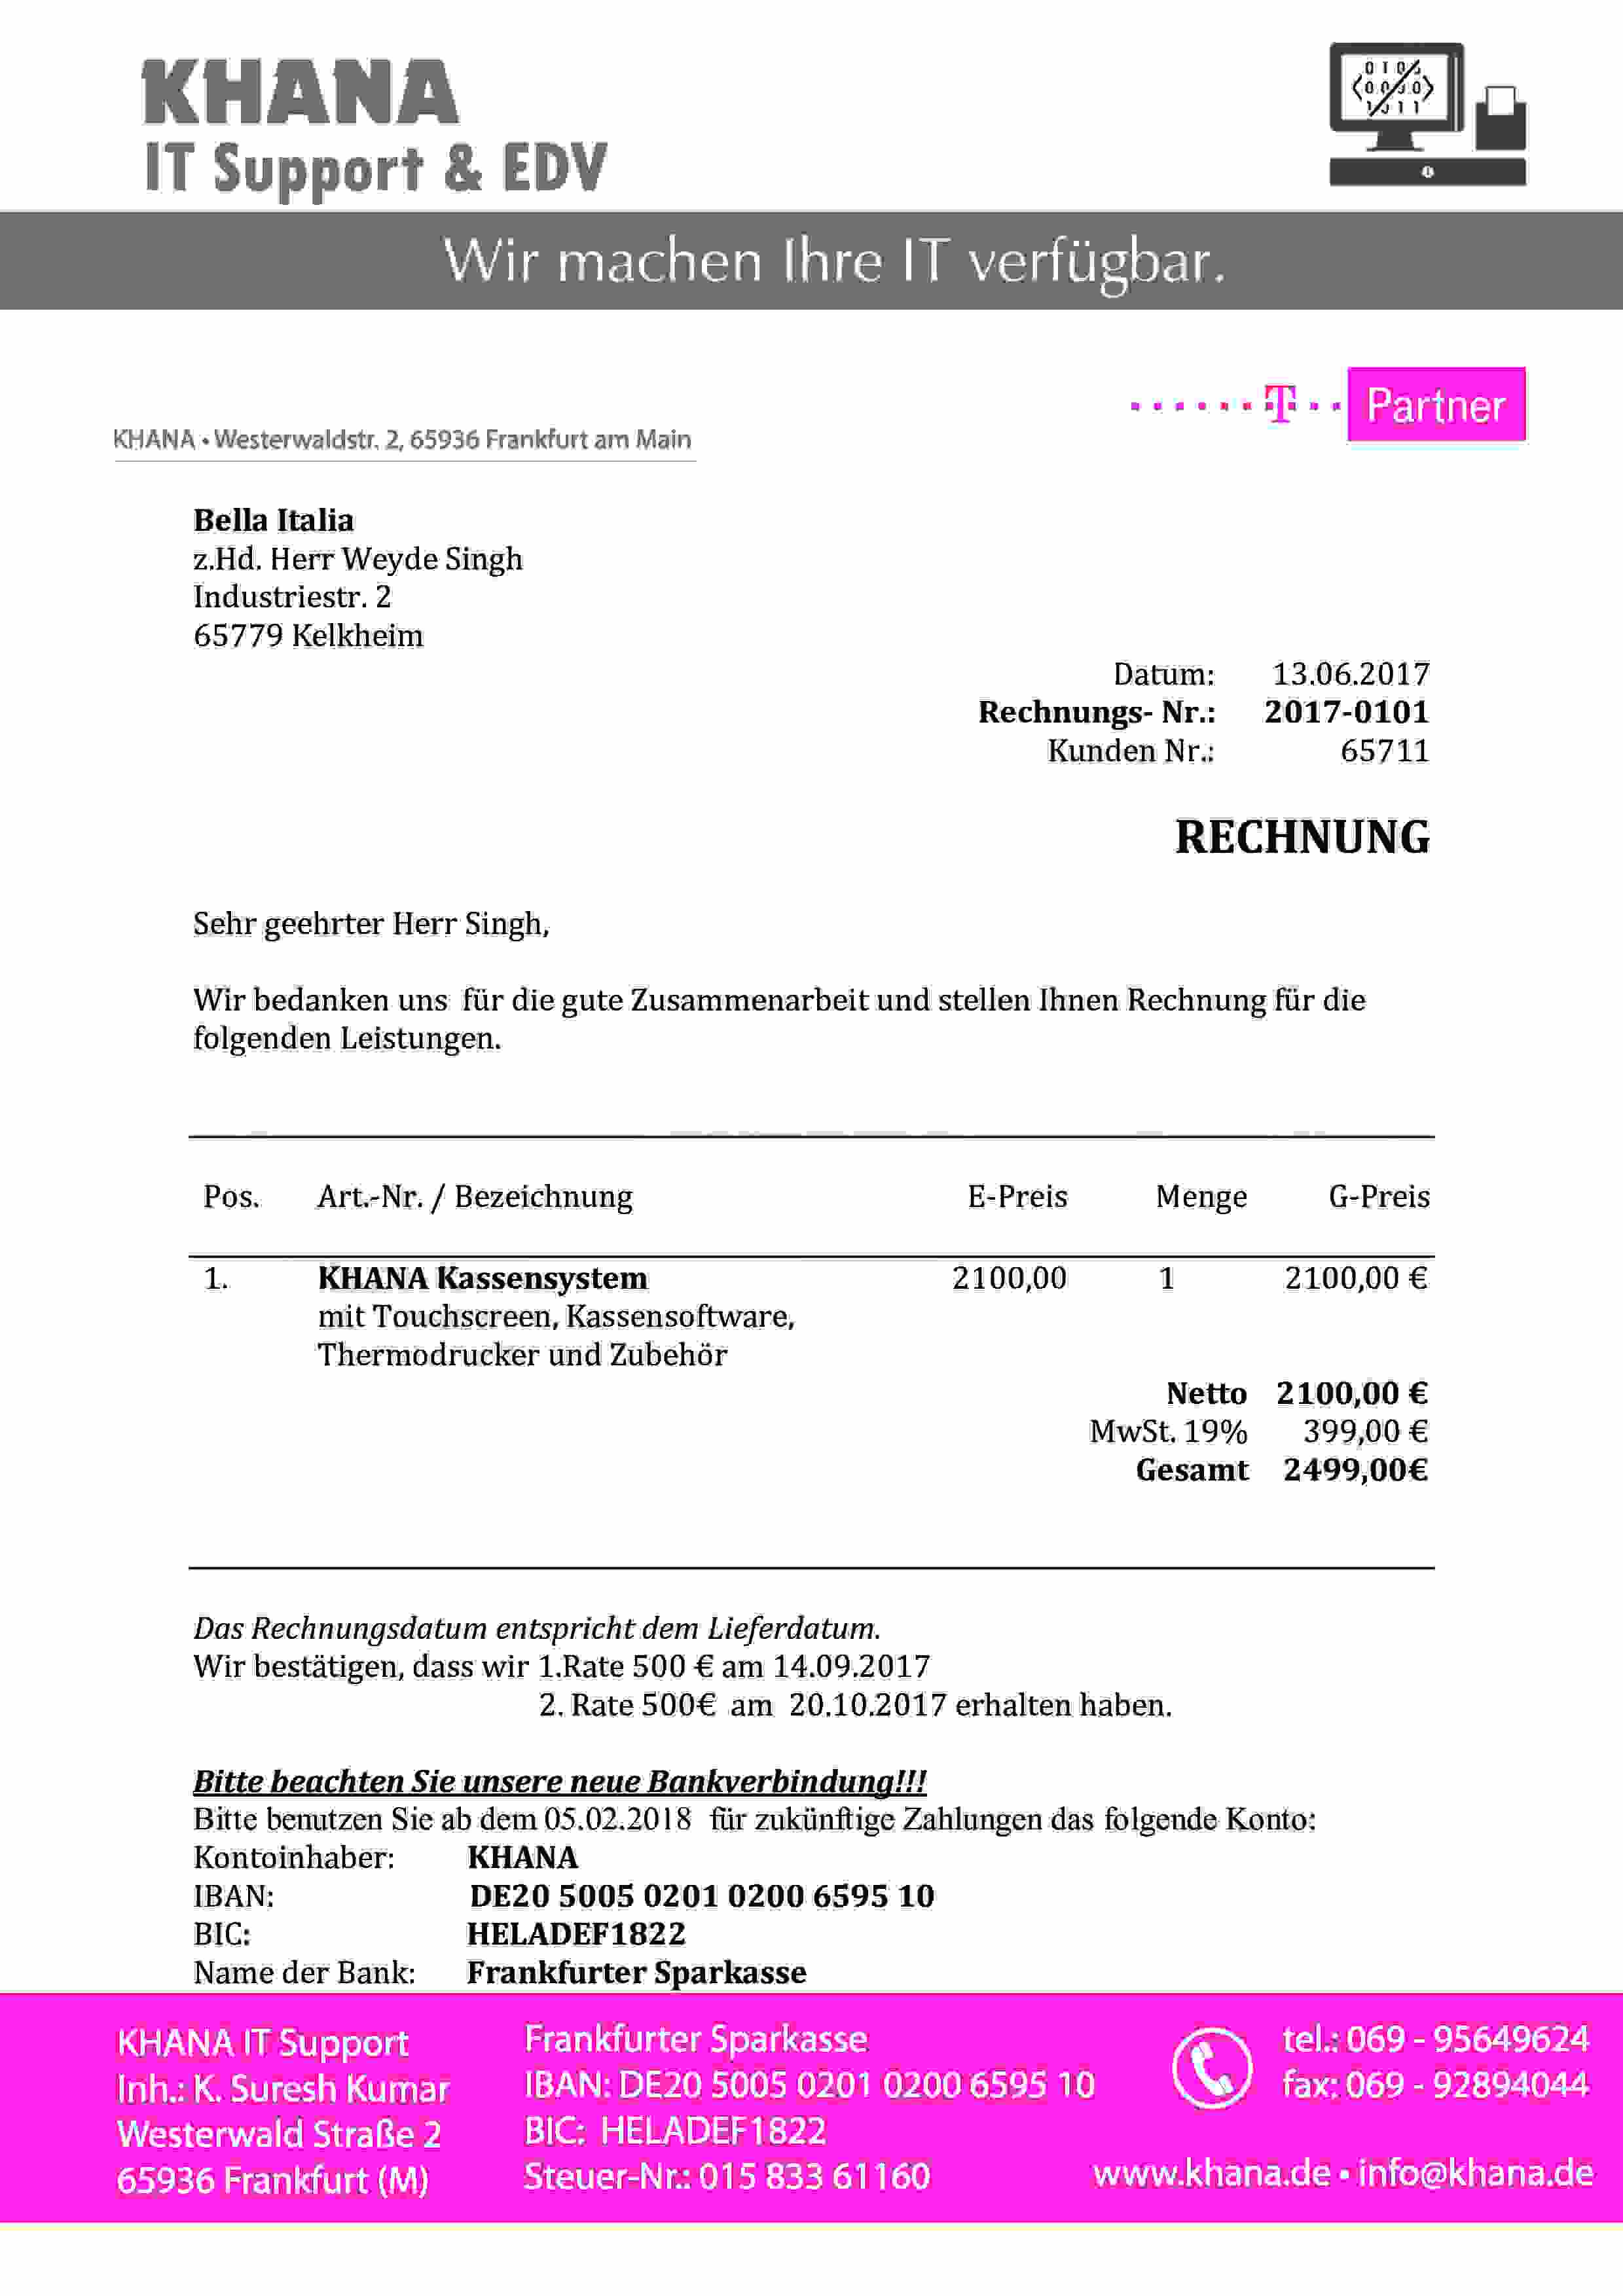 KHANA
IT Support & EDV
Wir machen Ihre IT verfügbar.
T Partner
KHANA • Westerwaldstr. 2, 65936 Frankfurt am Main
Bella Italia
z.Hd. Herr Weyde Singh
Industriestr. 2
65779 Kelkheim
Datum: 13.06.2017
Rechnungs- Nr.: 2017-0101
Kunden Nr.: 65711
RECHNUNG
Sehr geehrter Herr Singh,
Wir bedanken uns für die gute Zusammenarbeit und stellen Ihnen Rechnung für die
folgenden Leistungen.
Pos. Art.-Nr. / Bezeichnung E-Preis Menge G-Preis
1. KHANA Kassensystem 2100,00 1 2100,00 €
mit Touchscreen, Kassensoftware,
Thermodrucker und Zubehör
Netto 2100,00 €
MwSt. 19% 399,00 €
Gesamt 2499,00€
Das Rechnungsdatum entspricht dem Lieferdatum.
Wir bestätigen, dass wir 1.Rate 500 € am 14.09.2017
2. Rate 500€ am 20.10.2017 erhalten haben.
Bitte beachten Sie unsere neue Bankverbindung!!!
Bitte benutzen Sie ab dem 05.02.2018 für zukünftige Zahlungen das folgende Konto:
Kontoinhaber: KHANA
IBAN: DE20 5005 0201 0200 6595 10
BIC: HELADEF1822
Name der Bank: Frankfurter Sparkasse
KHANA IT Support
Inh.: K. Suresh Kumar
Westerwald Straße 2
65936 Frankfurt (M)
Frankfurter Sparkasse
IBAN: DE20 5005 0201 0200 6595 10
BIC: HELADEF1822
Steuer-Nr.: 015 833 61160
tel.: 069 - 95649624
fax: 069 - 92894044
www.khana.de • info@khana.de